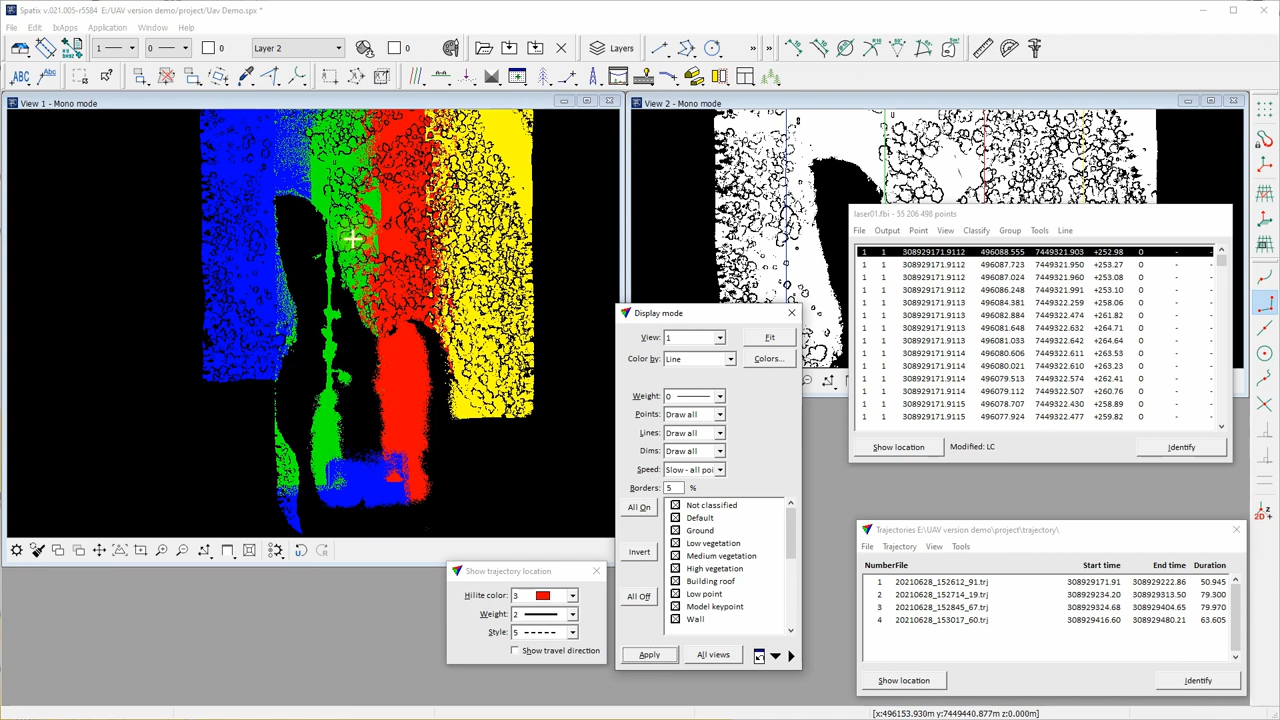 Spatix v.021.005-r5584 E:/UAV version demo/project/Uav Demo.spx *
File Edit IxApps Application Window Help
1 0 0 Layer 2 0 Layers
ABC Abc
View 1 - Mono mode
View 2 - Mono mode
laser01.fbi - 55 206 498 points
File Output Point View Classify Group Tools Line
1 1 308929171.9112 496088.555 7449321.903 +252.98 0 - -
1 1 308929171.9112 496087.723 7449321.950 +253.27 0 - -
1 1 308929171.9112 496087.024 7449321.960 +253.08 0 - -
1 1 308929171.9112 496086.248 7449321.991 +253.10 0 - -
1 1 308929171.9113 496084.381 7449322.259 +258.06 0 - -
1 1 308929171.9113 496082.884 7449322.474 +261.82 0 - -
1 1 308929171.9113 496081.648 7449322.632 +264.71 0 - -
1 1 308929171.9113 496081.033 7449322.642 +264.64 0 - -
1 1 308929171.9114 496080.606 7449322.611 +263.53 0 - -
1 1 308929171.9114 496080.021 7449322.610 +263.23 0 - -
1 1 308929171.9114 496079.513 7449322.574 +262.41 0 - -
1 1 308929171.9114 496079.112 7449322.507 +260.76 0 - -
1 1 308929171.9115 496078.707 7449322.430 +258.89 0 - -
1 1 308929171.9115 496077.924 7449322.477 +259.82 0 - -
Show location Modified: LC Identify
Display mode
View: 1 Fit
Color by: Line Colors...
Weight: 0
Points: Draw all
Lines: Draw all
Dims: Draw all
Speed: Slow - all poi
Borders: 5 %
All On
Invert
All Off
Not classified
Default
Ground
Low vegetation
Medium vegetation
High vegetation
Building roof
Low point
Model keypoint
Wall
Apply All views
Show trajectory location
Hilite color: 3
Weight: 2
Style: 5
Show travel direction
Trajectories E:\UAV version demo\project\trajectory\
File Trajectory View Tools
Number File Start time End time Duration
1 20210628_152612_91.trj 308929171.91 308929222.86 50.945
2 20210628_152714_19.trj 308929234.20 308929313.50 79.300
3 20210628_152845_67.trj 308929324.68 308929404.65 79.970
4 20210628_153017_60.trj 308929416.60 308929480.21 63.605
Show location Identify
[x:496153.930m y:7449440.877m z:0.000m]